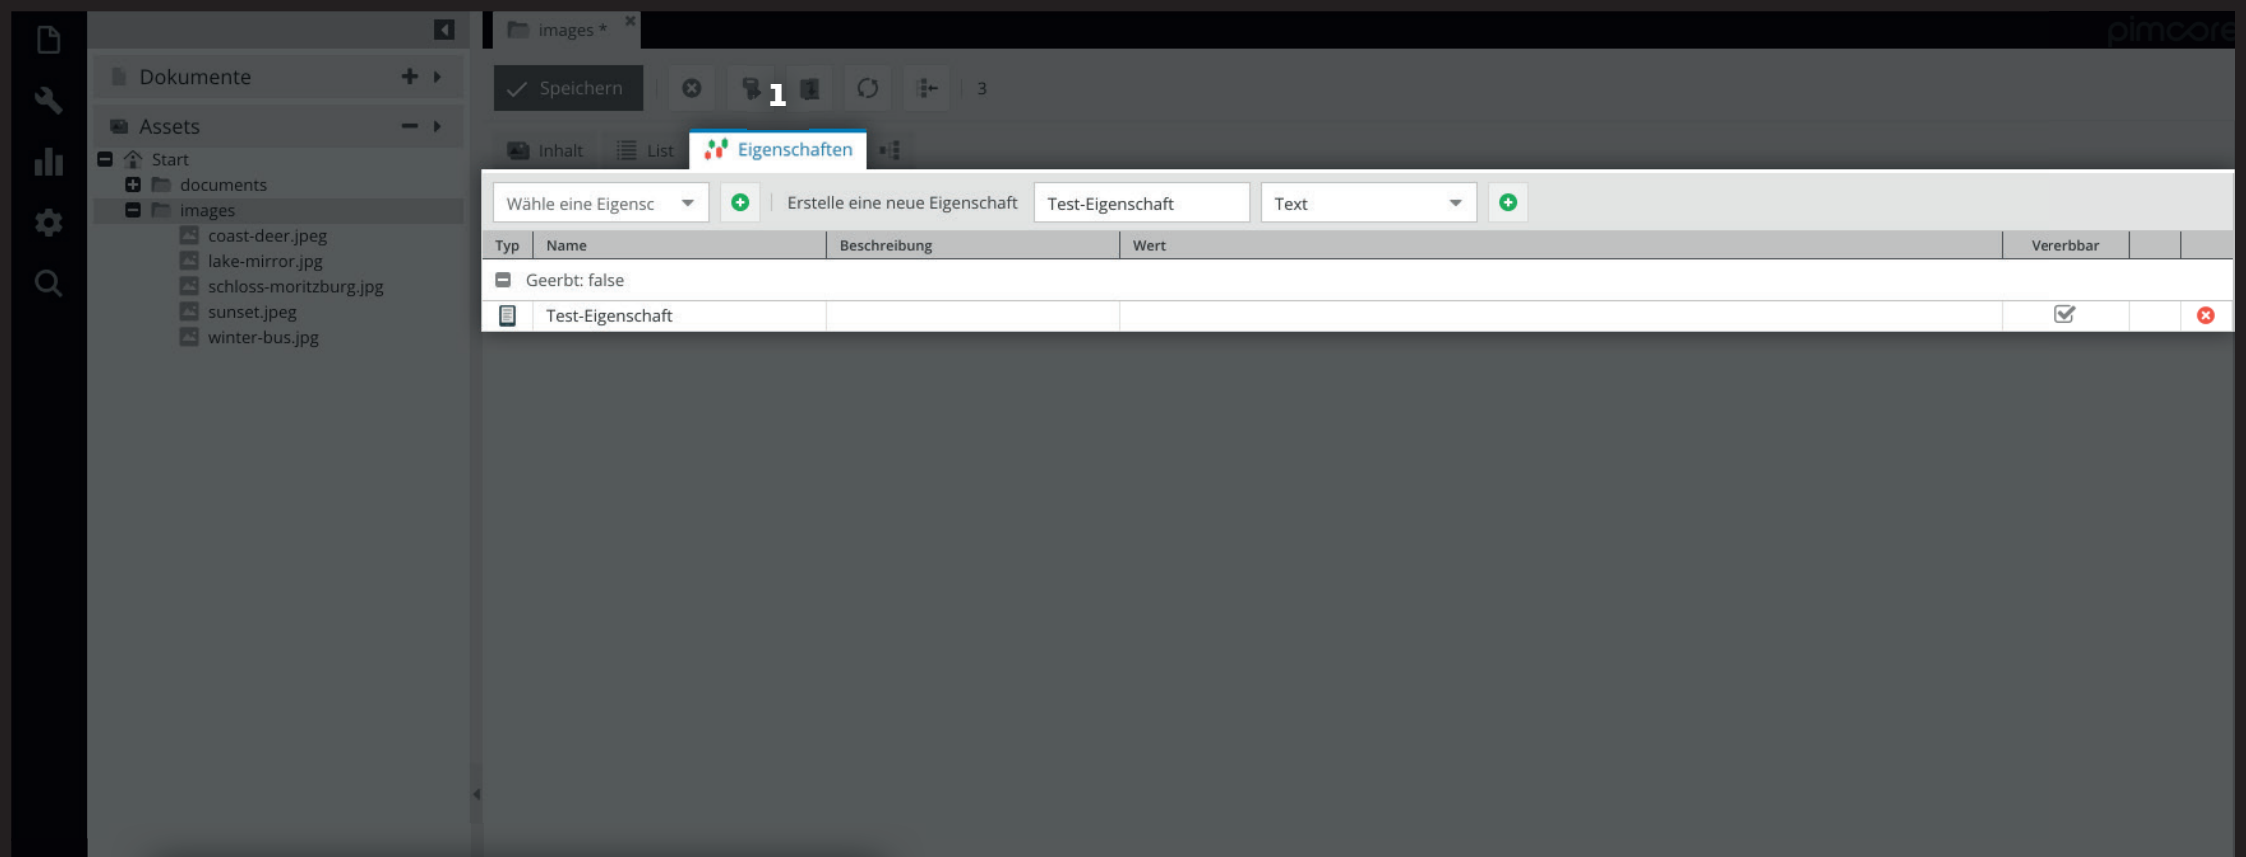 images *
pimcore
Dokumente
Speichern
1
3
Assets
Inhalt
List
Eigenschaften
Start
documents
images
coast-deer.jpeg
lake-mirror.jpg
schloss-moritzburg.jpg
sunset.jpeg
winter-bus.jpg
Wähle eine Eigensc
Erstelle eine neue Eigenschaft
Test-Eigenschaft
Text
Typ Name Beschreibung Wert Vererbbar
Geerbt: false
Test-Eigenschaft